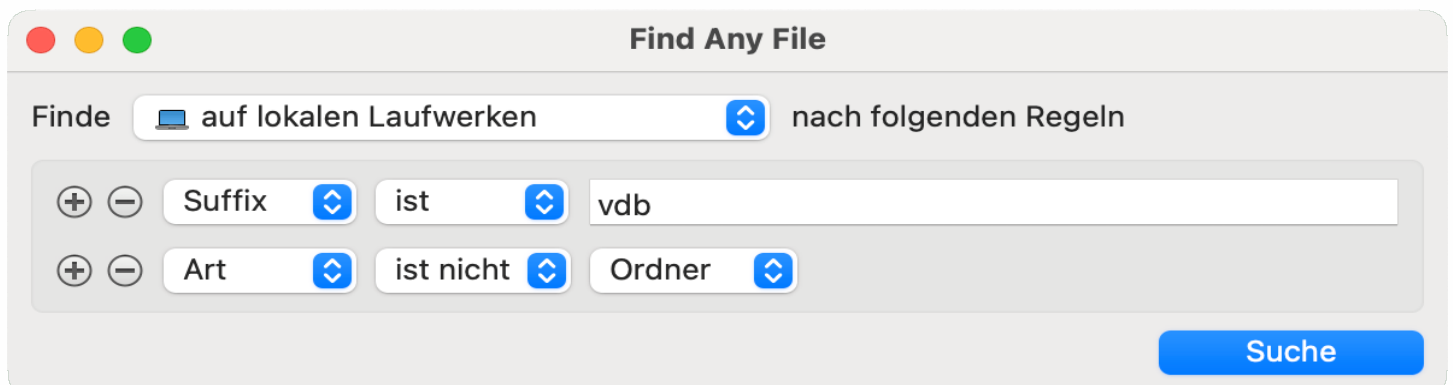 Find Any File
Finde auf lokalen Laufwerken nach folgenden Regeln
Suffix ist vdb
Art ist nicht Ordner
Suche